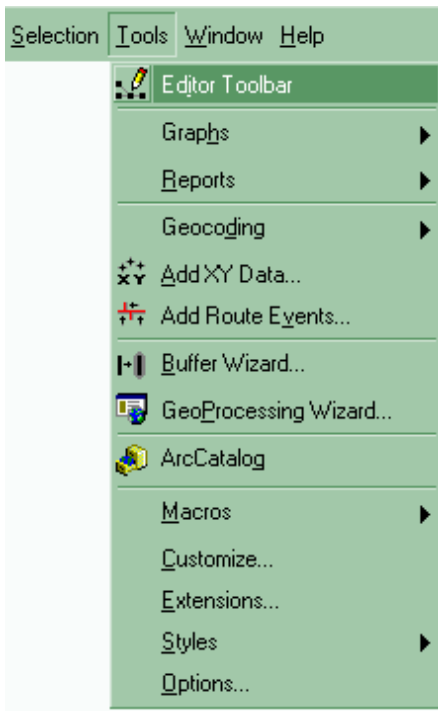 Selection Tools Window Help
Editor Toolbar
Graphs
Reports
Geocoding
XY Add XY Data...
Add Route Events...
Buffer Wizard...
GeoProcessing Wizard...
ArcCatalog
Macros
Customize...
Extensions...
Styles
Options...